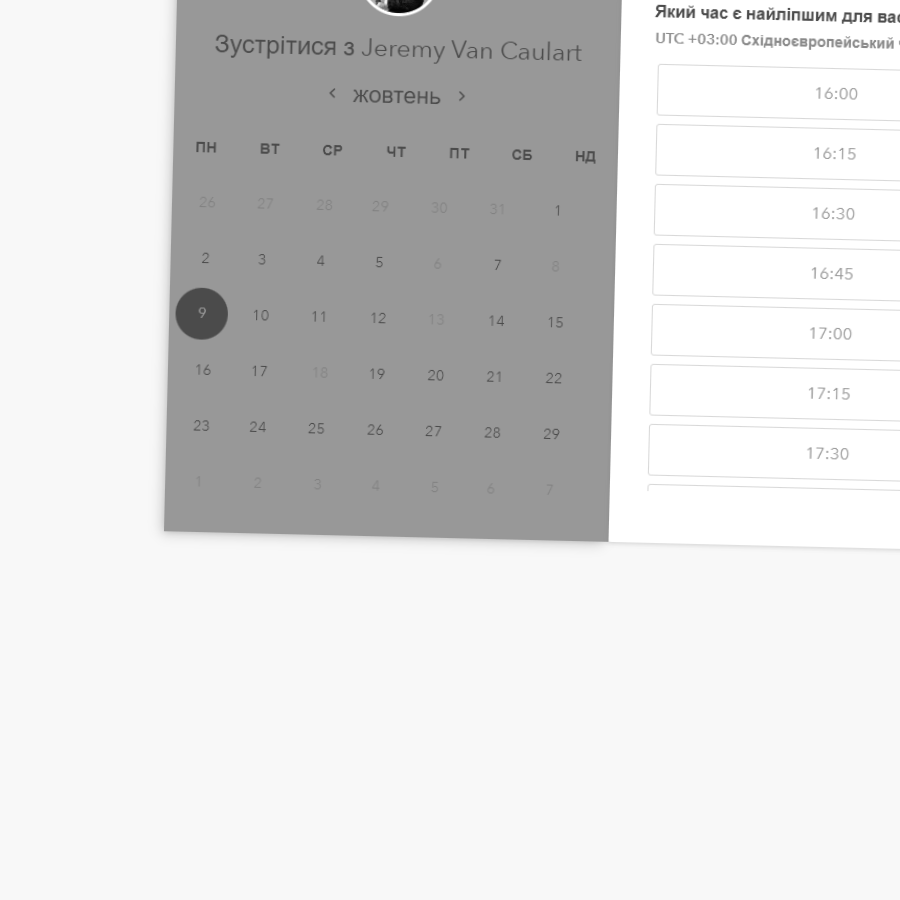 Зустрітися з Jeremy Van Caulart
жовтень
ПН ВТ СР ЧТ ПТ СБ НД
26 27 28 29 30 31 1
2 3 4 5 6 7 8
9 10 11 12 13 14 15
16 17 18 19 20 21 22
23 24 25 26 27 28 29
1 2 3 4 5 6 7
Який час є найліпшим для
UTC +03:00 Східноєвропейський
16:00
16:15
16:30
16:45
17:00
17:15
17:30